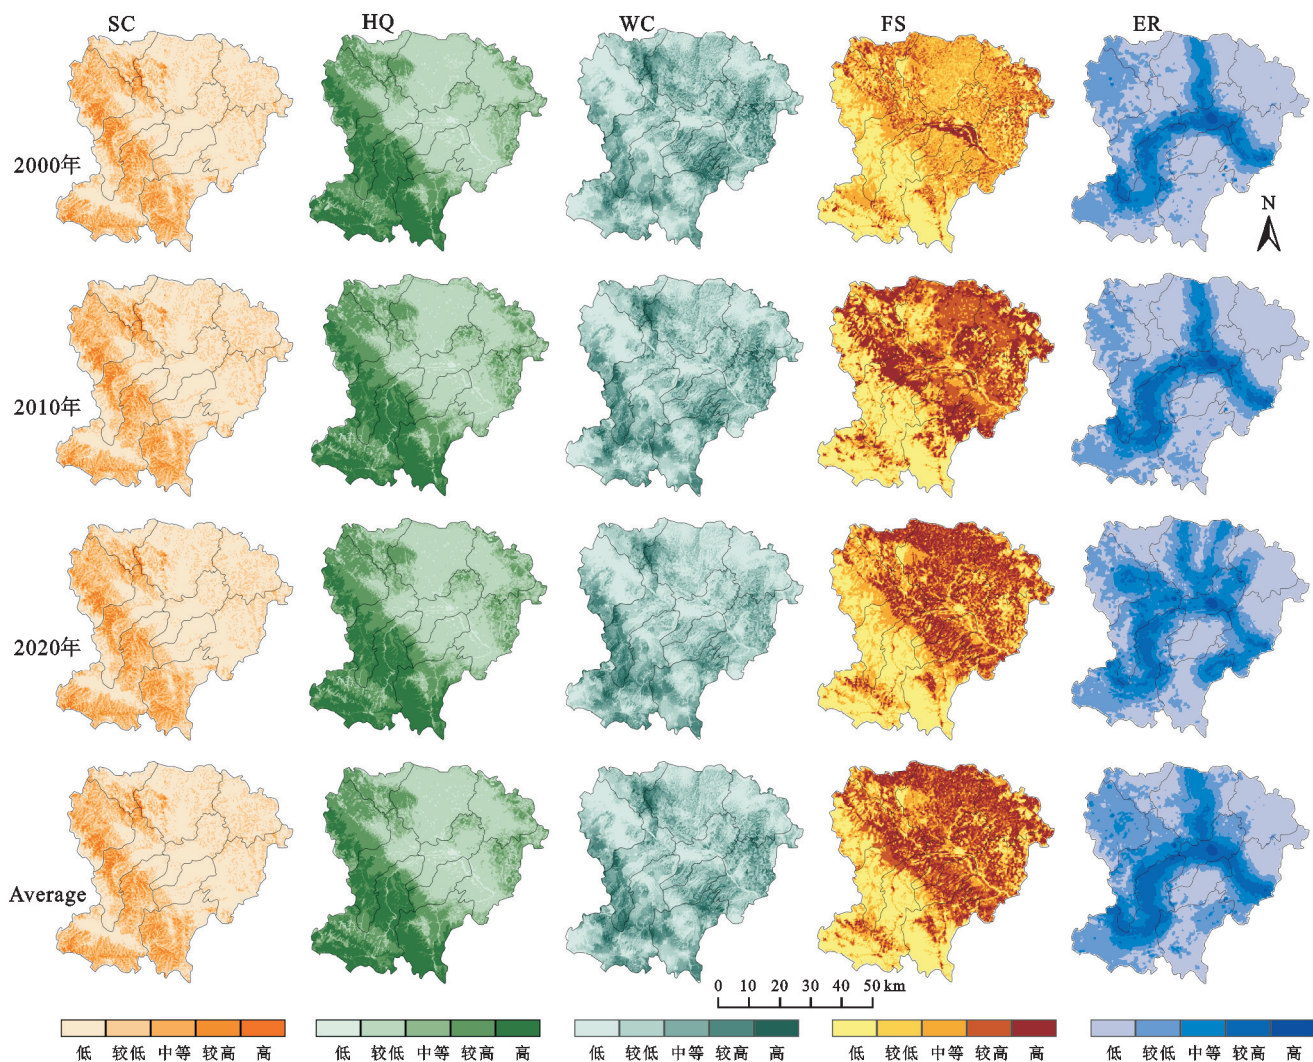 SC HQ WC FS ER
2000年
N
2010年
2020年
Average
0 10 20 30 40 50 km
低 较低 中等 较高 高 低 较低 中等 较高 高 低 较低 中等 较高 高 低 较低 中等 较高 高 低 较低 中等 较高 高